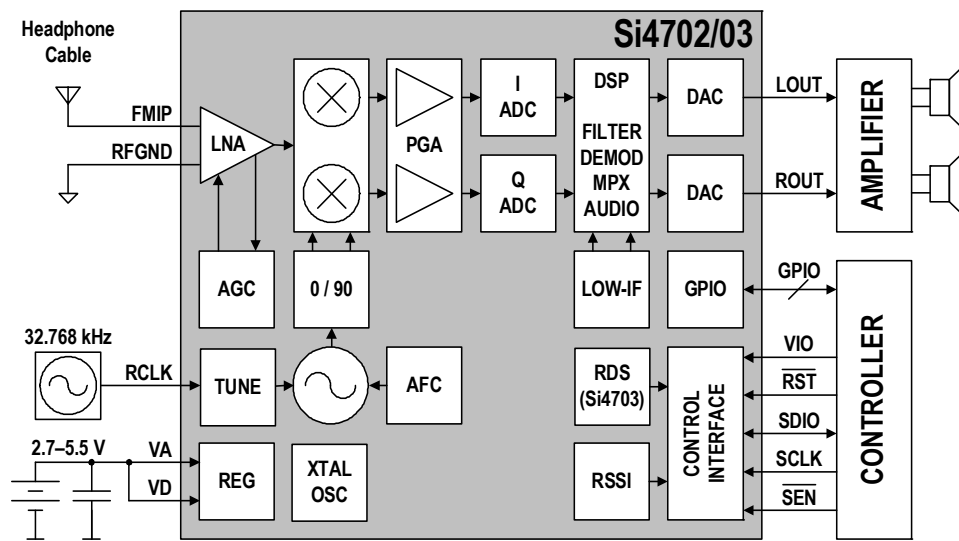 Headphone
Cable
Si4702/03
FMIP
RFGND
LNA
PGA
I
ADC
Q
ADC
DSP
FILTER
DEMOD
MPX
AUDIO
DAC
DAC
LOUT
ROUT
AMPLIFIER
AGC
0 / 90
LOW-IF
GPIO
GPIO
32.768 kHz
RCLK
TUNE
AFC
RDS
(Si4703)
CONTROL
INTERFACE
VIO
RST
SDIO
SCLK
SEN
CONTROLLER
2.7–5.5 V
VA
VD
REG
XTAL
OSC
RSSI